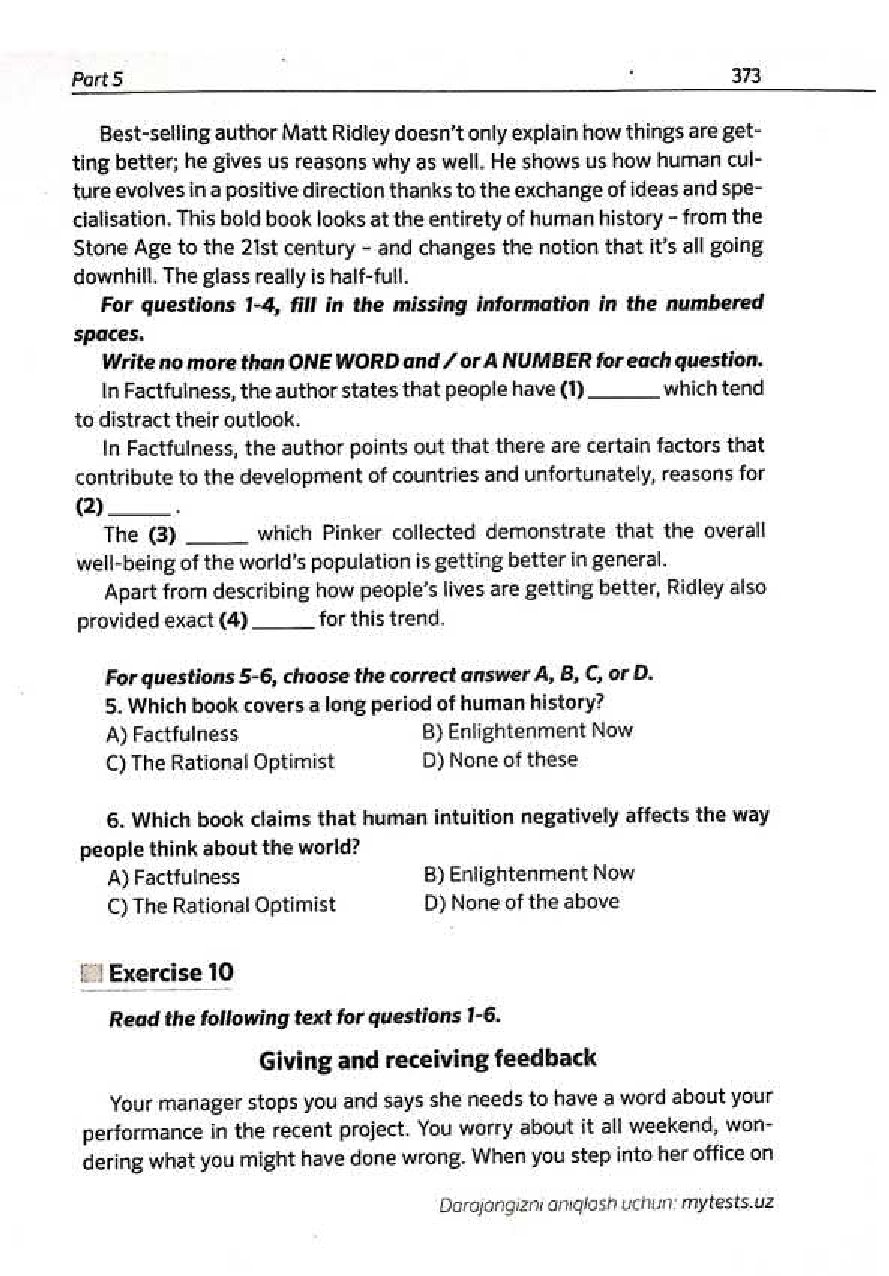 Part 5
373
Best-selling author Matt Ridley doesn't only explain how things are get-
ting better; he gives us reasons why as well. He shows us how human cul-
ture evolves in a positive direction thanks to the exchange of ideas and spe-
cialisation. This bold book looks at the entirety of human history – from the
Stone Age to the 21st century – and changes the notion that it's all going
downhill. The glass really is half-full.
For questions 1-4, fill in the missing information in the numbered
spaces.
Write no more than ONE WORD and / or A NUMBER for each question.
In Factfulness, the author states that people have (1) ______ which tend
to distract their outlook.
In Factfulness, the author points out that there are certain factors that
contribute to the development of countries and unfortunately, reasons for
(2) ______ .
The (3) ______ which Pinker collected demonstrate that the overall
well-being of the world's population is getting better in general.
Apart from describing how people's lives are getting better, Ridley also
provided exact (4) ______ for this trend.
For questions 5-6, choose the correct answer A, B, C, or D.
5. Which book covers a long period of human history?
A) Factfulness B) Enlightenment Now
C) The Rational Optimist D) None of these
6. Which book claims that human intuition negatively affects the way
people think about the world?
A) Factfulness B) Enlightenment Now
C) The Rational Optimist D) None of the above
Exercise 10
Read the following text for questions 1-6.
Giving and receiving feedback
Your manager stops you and says she needs to have a word about your
performance in the recent project. You worry about it all weekend, won-
dering what you might have done wrong. When you step into her office on
Darajangizni aniqlash uchun: mytests.uz